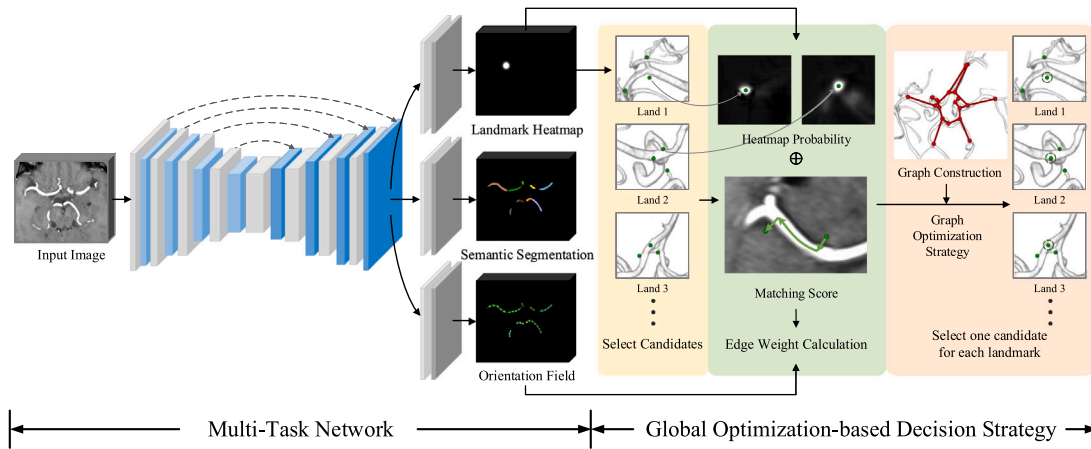 Input Image
Landmark Heatmap
Semantic Segmentation
Orientation Field
Land 1
Land 2
Land 3
Select Candidates
Heatmap Probability
⊕
Matching Score
Edge Weight Calculation
Graph Construction
Graph
Optimization
Strategy
Land 1
Land 2
Land 3
Select one candidate
for each landmark
Multi-Task Network
Global Optimization-based Decision Strategy